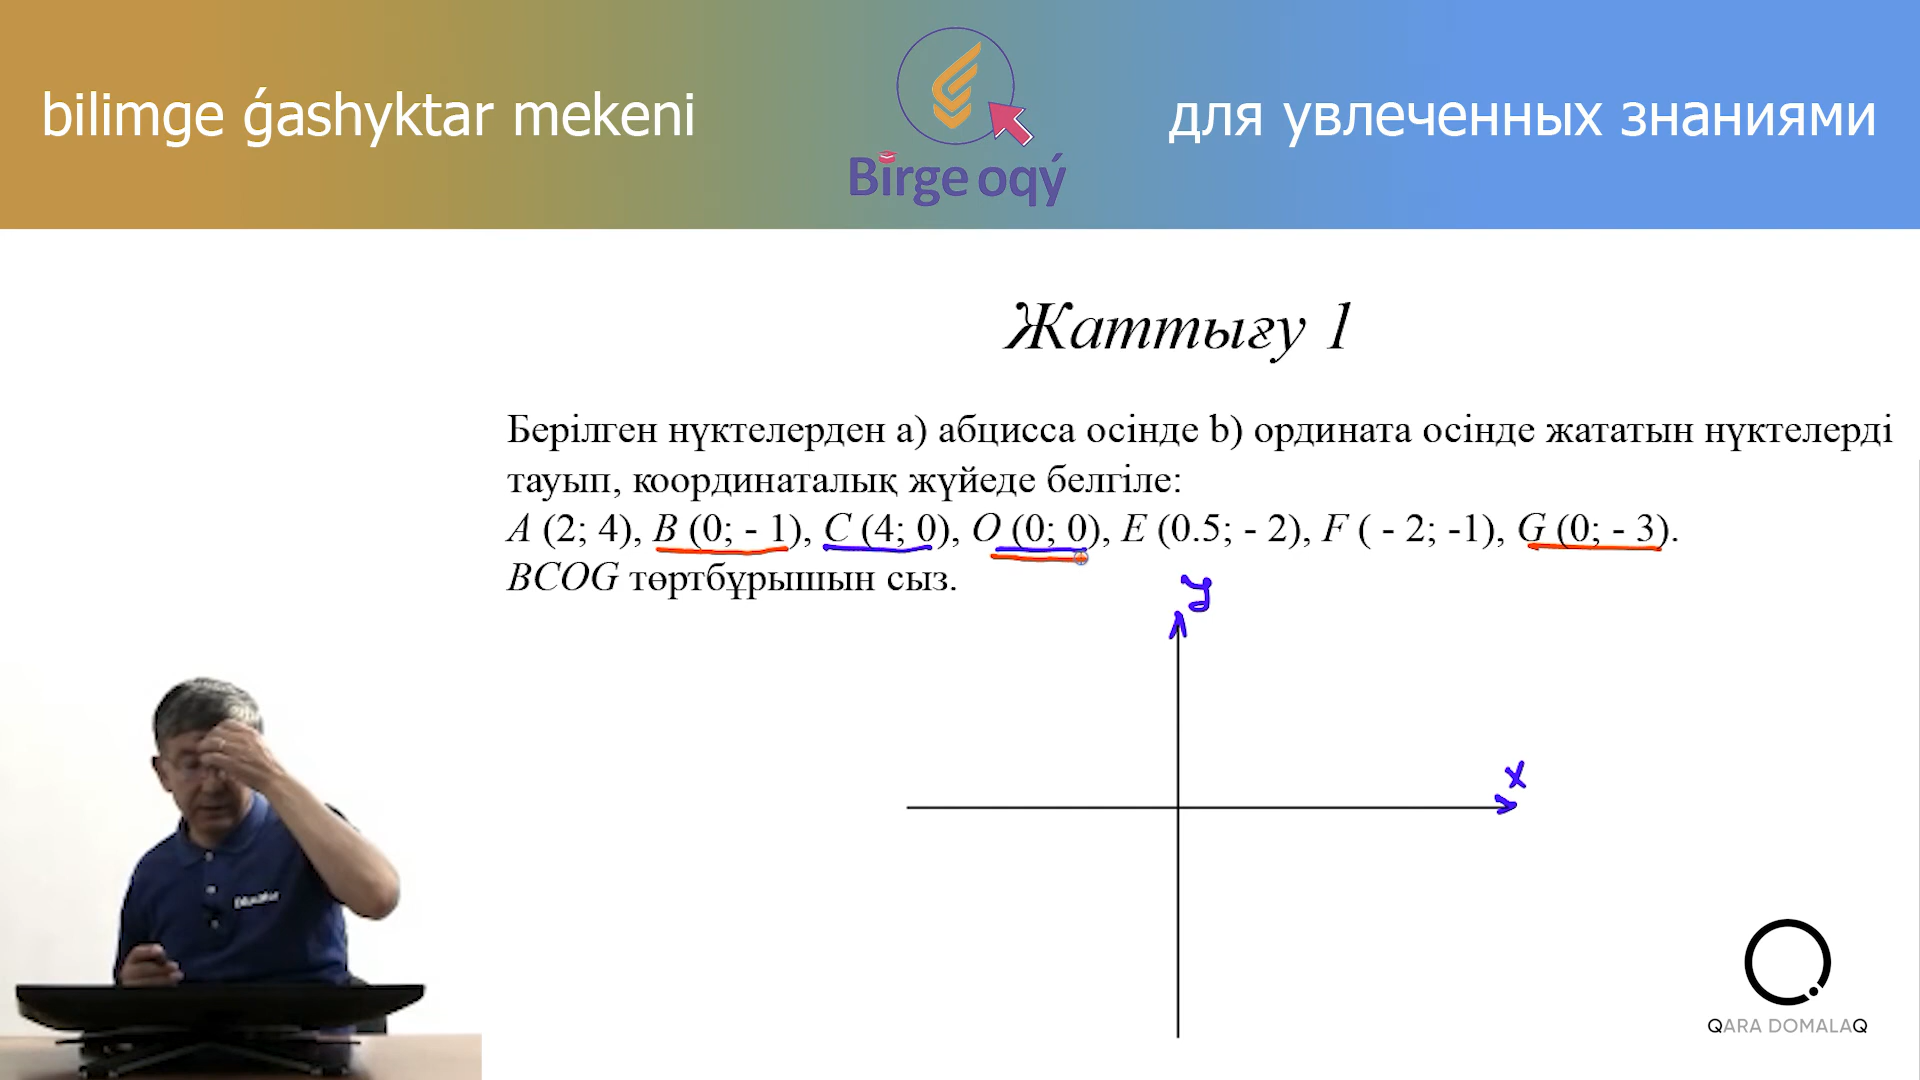 bilimge ǵashyktar mekeni
Birge oqý
для увлеченных знаниями
Жаттығу 1
Берілген нүктелерден a) абцисса осінде b) ордината осінде жататын нүктелерді
тауып, координаталық жүйеде белгіле:
A (2; 4), B (0; - 1), C (4; 0), O (0; 0), E (0.5; - 2), F ( - 2; -1), G (0; - 3).
BCOG төртбұрышын сыз.
y
x
QARA DOMALAQ